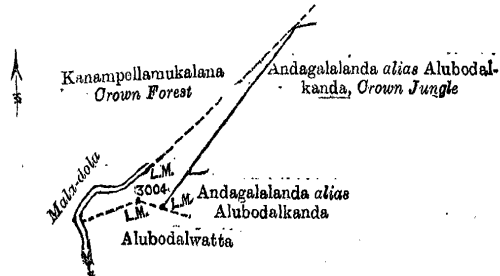 Kanampellamukalana
Crown Forest
Andagalalanda alias Alubodal-
kanda, Crown Jungle
Mala-dola
L.M.
3004
L.M.
L.M.
Andagalalanda alias
Alubodalkanda
Alubodalwatta